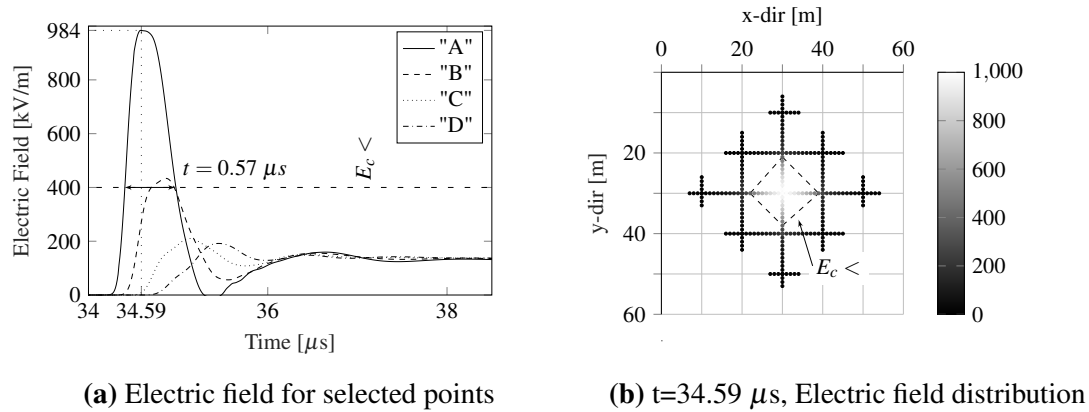 984
800
600
400
200
0
Electric Field [kV/m]
34
34.59
36
38
Time [μs]
"A"
"B"
"C"
"D"
t = 0.57 μs
E_c <
(a) Electric field for selected points
x-dir [m]
0
20
40
60
y-dir [m]
20
40
60
E_c <
1,000
800
600
400
200
0
(b) t=34.59 μs, Electric field distribution